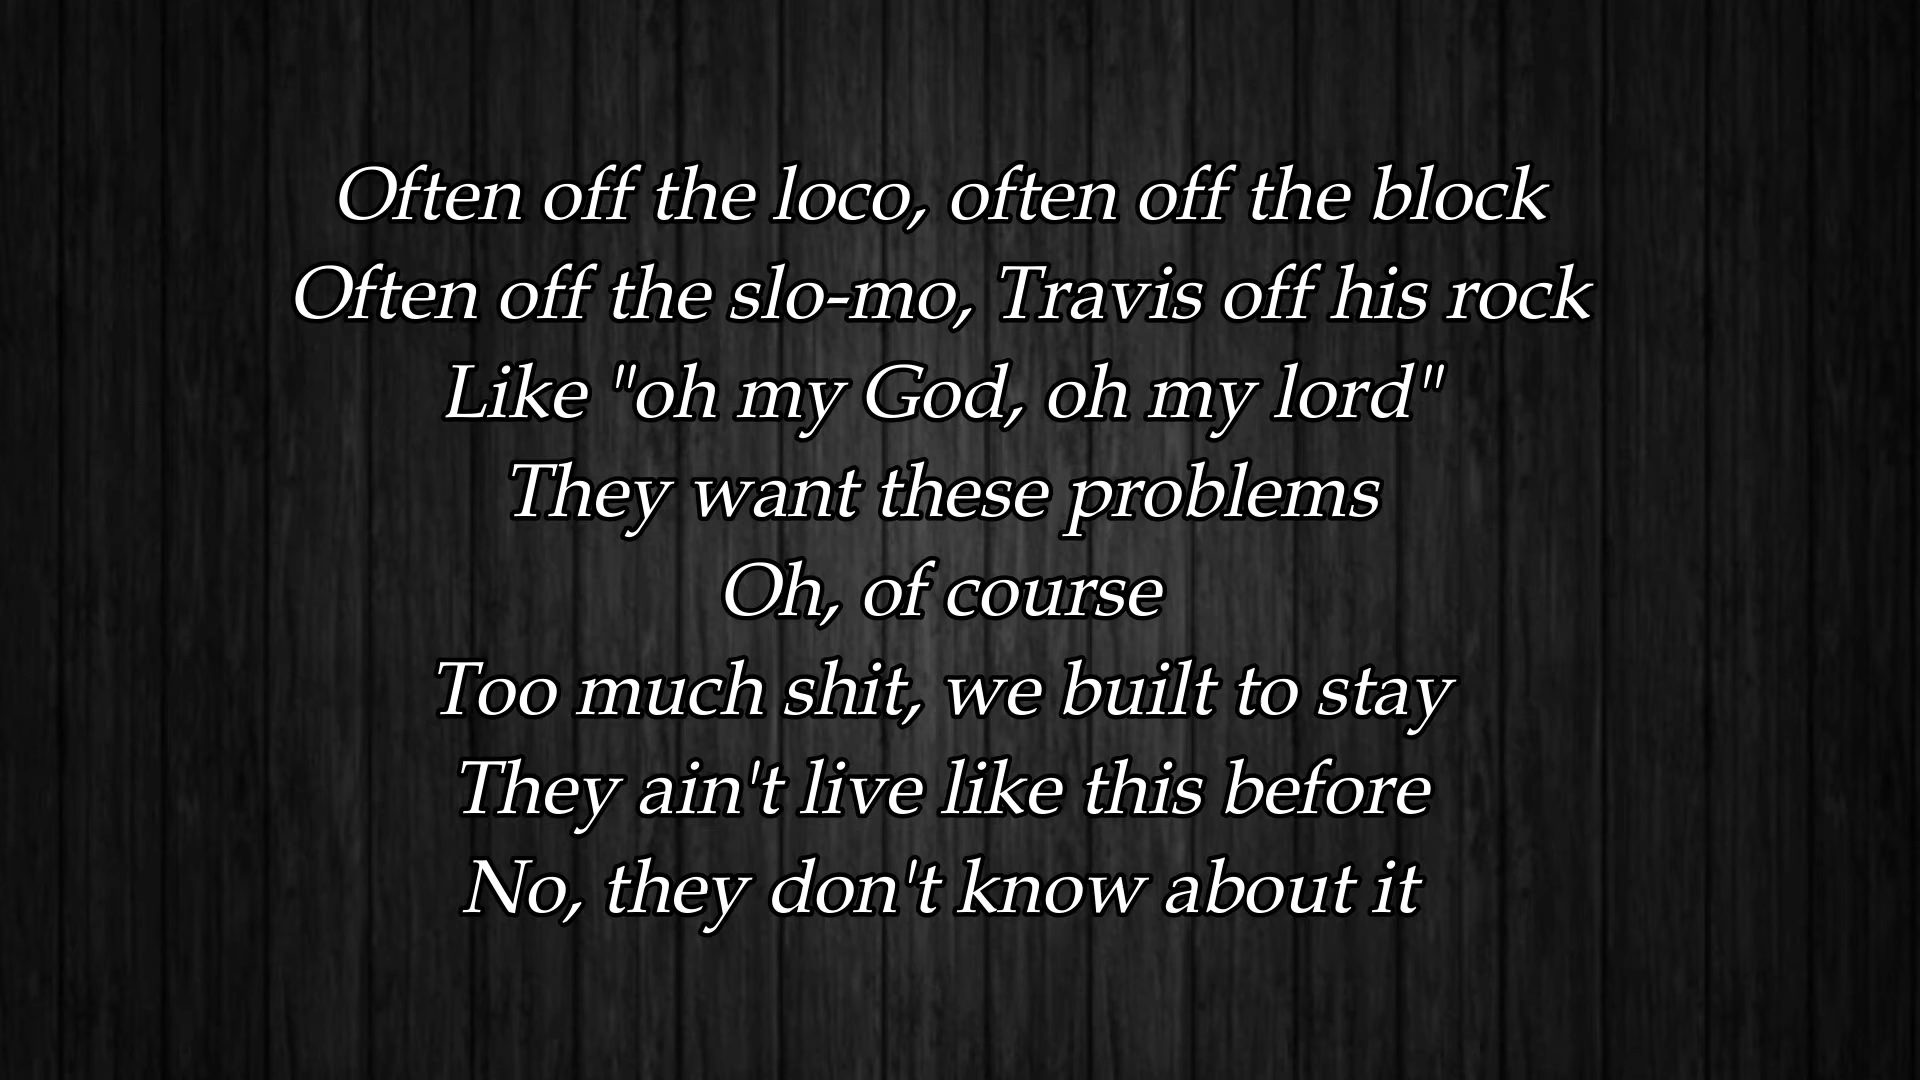 Often off the loco, often off the block
Often off the slo-mo, Travis off his rock
Like "oh my God, oh my lord"
They want these problems
Oh, of course
Too much shit, we built to stay
They ain't live like this before
No, they don't know about it